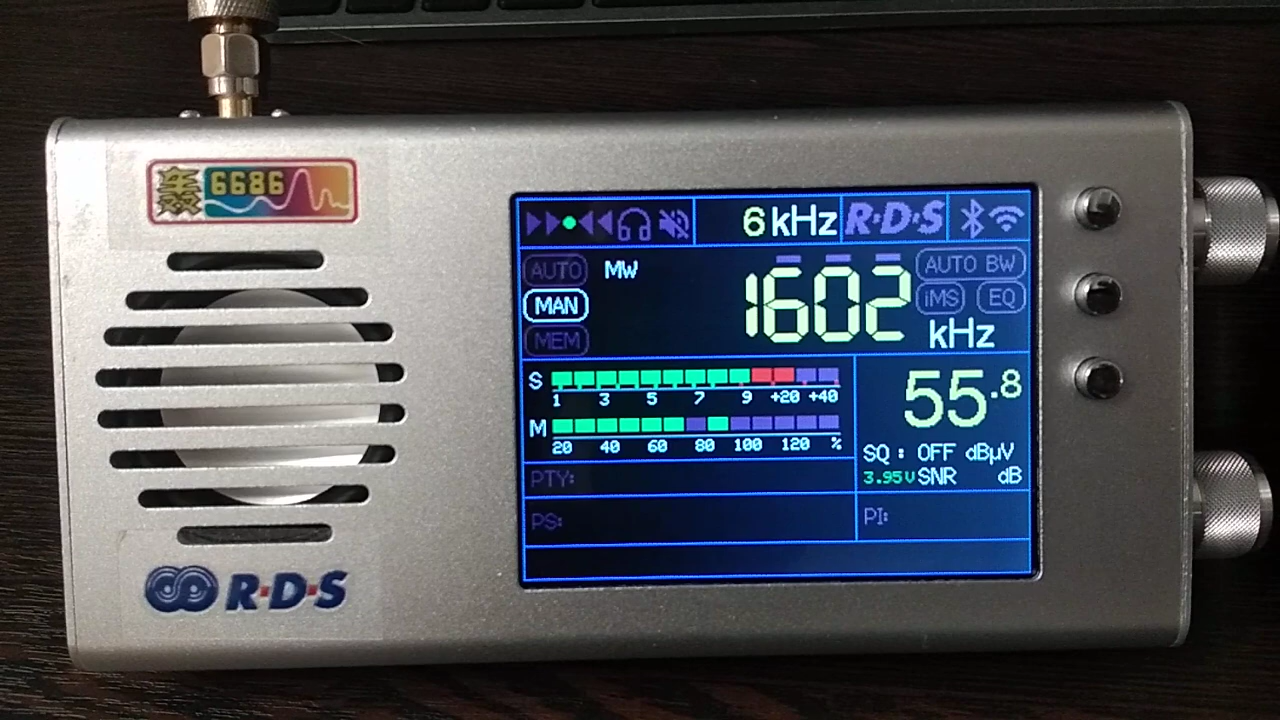 6686
R·D·S
6 kHz R·D·S
AUTO MW AUTO BW
MAN 1602 iMS EQ
MEM kHz
S
1 3 5 7 9 +20 +40
M
20 40 60 80 100 120 %
55.8
SQ : OFF dBµV
3.95V SNR dB
PTY:
PS: PI: